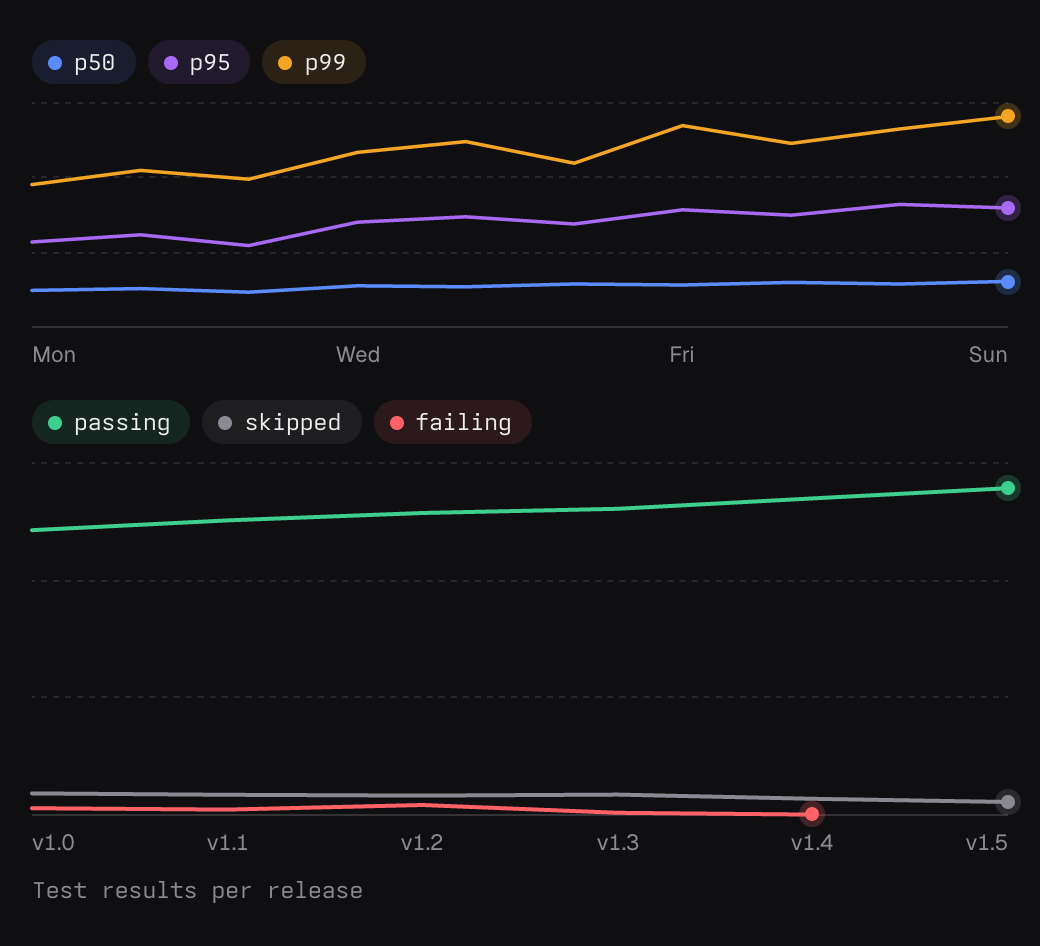 p50 p95 p99
Mon Wed Fri Sun
passing skipped failing
v1.0 v1.1 v1.2 v1.3 v1.4 v1.5
Test results per release